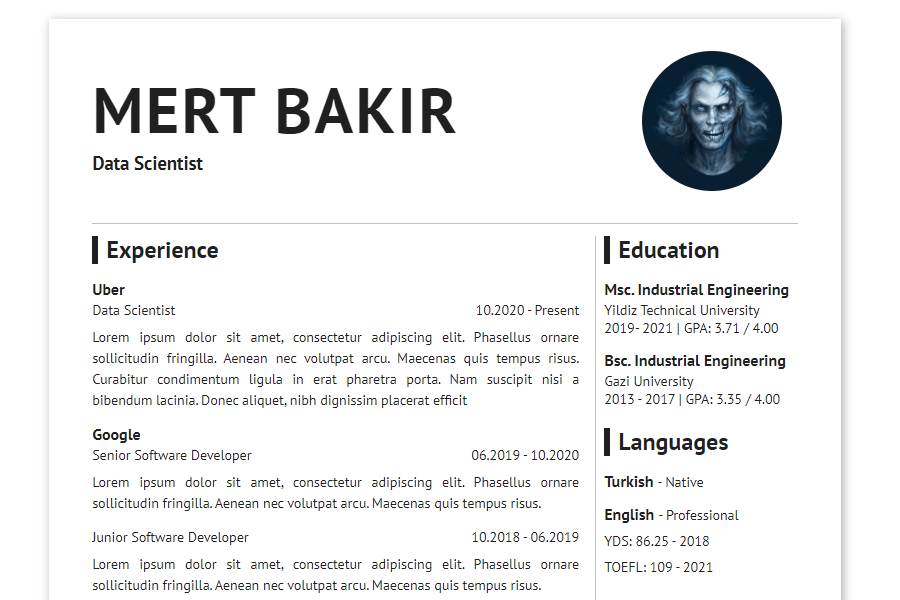 MERT BAKIR
Data Scientist
Experience
Uber
Data Scientist 10.2020 - Present
Lorem ipsum dolor sit amet, consectetur adipiscing elit. Phasellus ornare
sollicitudin fringilla. Aenean nec volutpat arcu. Maecenas quis tempus risus.
Curabitur condimentum ligula in erat pharetra porta. Nam suscipit nisi a
bibendum lacinia. Donec aliquet, nibh dignissim placerat efficit
Google
Senior Software Developer 06.2019 - 10.2020
Lorem ipsum dolor sit amet, consectetur adipiscing elit. Phasellus ornare
sollicitudin fringilla. Aenean nec volutpat arcu. Maecenas quis tempus risus.
Junior Software Developer 10.2018 - 06.2019
Lorem ipsum dolor sit amet, consectetur adipiscing elit. Phasellus ornare
sollicitudin fringilla. Aenean nec volutpat arcu. Maecenas quis tempus risus.
Education
Msc. Industrial Engineering
Yildiz Technical University
2019- 2021 | GPA: 3.71 / 4.00
Bsc. Industrial Engineering
Gazi University
2013 - 2017 | GPA: 3.35 / 4.00
Languages
Turkish - Native
English - Professional
YDS: 86.25 - 2018
TOEFL: 109 - 2021